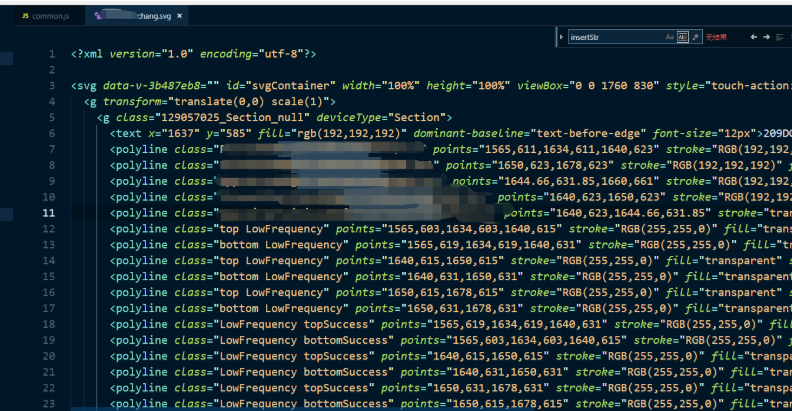 JS common.js
chang.svg ×
insertStr Aa Ab| .* 无结果
1 <?xml version="1.0" encoding="utf-8"?>
2
3 <svg data-v-3b487eb8="" id="svgContainer" width="100%" height="100%" viewBox="0 0 1760 830" style="touch-action:
4 <g transform="translate(0,0) scale(1)">
5 <g class="129057025_Section_null" deviceType="Section">
6 <text x="1637" y="585" fill="rgb(192,192,192)" dominant-baseline="text-before-edge" font-size="12px">209DG
7 <polyline class=" points="1565,611,1634,611,1640,623" stroke="RGB(192,192,
8 <polyline class=" points="1650,623,1678,623" stroke="RGB(192,192,192)" f
9 <polyline class=" points="1644.66,631.85,1660,661" stroke="RGB(192,192,
10 <polyline class=" points="1640,623,1650,623" stroke="RGB(192,192
11 <polyline class=" points="1640,623,1644.66,631.85" stroke="tran
12 <polyline class="top LowFrequency" points="1565,603,1634,603,1640,615" stroke="RGB(255,255,0)" fill="trans
13 <polyline class="bottom LowFrequency" points="1565,619,1634,619,1640,631" stroke="RGB(255,255,0)" fill="tr
14 <polyline class="top LowFrequency" points="1640,615,1650,615" stroke="RGB(255,255,0)" fill="transparent" s
15 <polyline class="bottom LowFrequency" points="1640,631,1650,631" stroke="RGB(255,255,0)" fill="transparent
16 <polyline class="top LowFrequency" points="1650,615,1678,615" stroke="RGB(255,255,0)" fill="transparent" s
17 <polyline class="bottom LowFrequency" points="1650,631,1678,631" stroke="RGB(255,255,0)" fill="transparent
18 <polyline class="LowFrequency topSuccess" points="1565,619,1634,619,1640,631" stroke="RGB(255,255,0)" fill
19 <polyline class="LowFrequency bottomSuccess" points="1565,603,1634,603,1640,615" stroke="RGB(255,255,0)" f
20 <polyline class="LowFrequency topSuccess" points="1640,615,1650,615" stroke="RGB(255,255,0)" fill="transpa
21 <polyline class="LowFrequency bottomSuccess" points="1640,631,1650,631" stroke="RGB(255,255,0)" fill="tran
22 <polyline class="LowFrequency topSuccess" points="1650,631,1678,631" stroke="RGB(255,255,0)" fill="transpa
23 <polyline class="LowFrequency bottomSuccess" points="1650,615,1678,615" stroke="RGB(255,255,0)" fill="tran